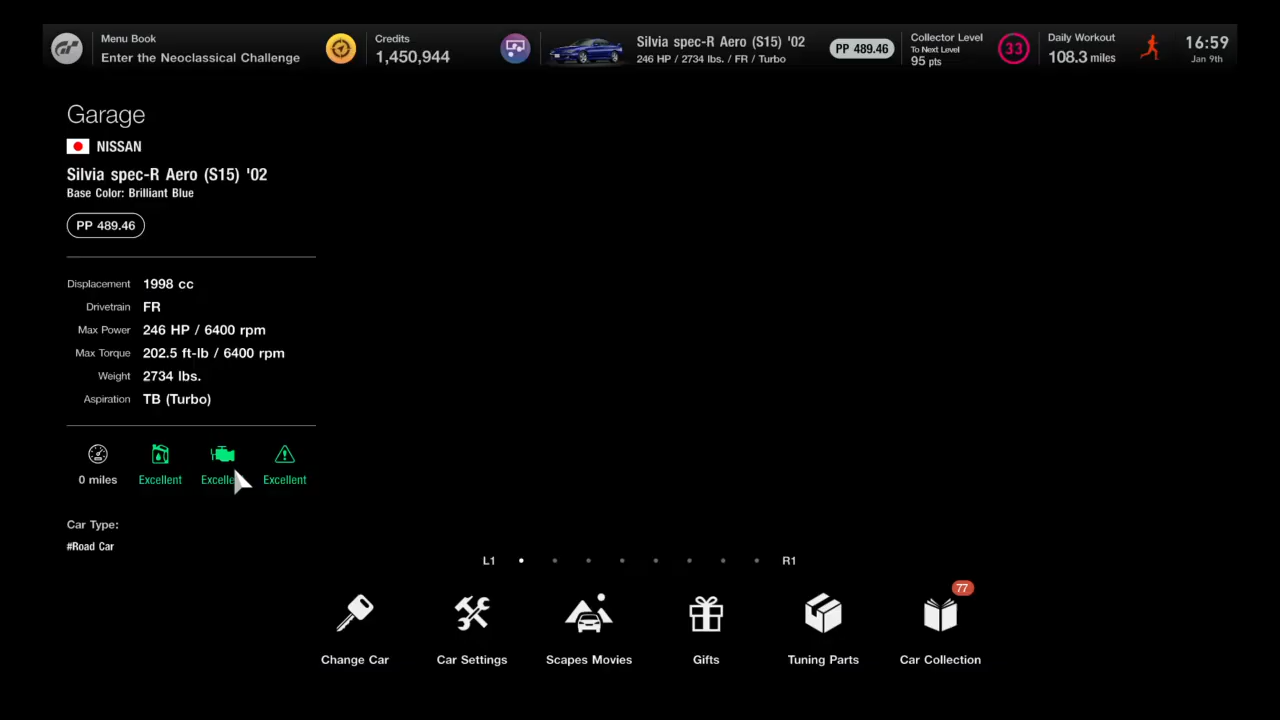 Menu Book
Enter the Neoclassical Challenge
Credits
1,450,944
Silvia spec-R Aero (S15) '02
246 HP / 2734 lbs. / FR / Turbo
PP 489.46
Collector Level
To Next Level
95 pts
33
Daily Workout
108.3 miles
16:59
Jan 9th
Garage
NISSAN
Silvia spec-R Aero (S15) '02
Base Color: Brilliant Blue
PP 489.46
Displacement 1998 cc
Drivetrain FR
Max Power 246 HP / 6400 rpm
Max Torque 202.5 ft-lb / 6400 rpm
Weight 2734 lbs.
Aspiration TB (Turbo)
0 miles Excellent Excelle Excellent
Car Type:
#Road Car
L1 R1
77
Change Car Car Settings Scapes Movies Gifts Tuning Parts Car Collection